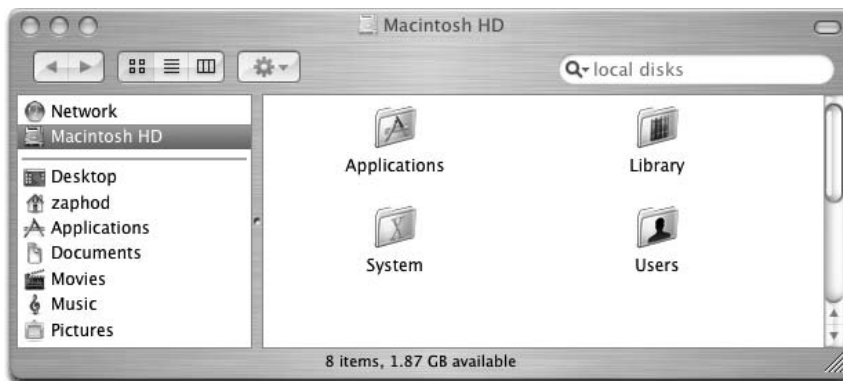 Macintosh HD
local disks
Network
Macintosh HD
Desktop
zaphod
Applications
Documents
Movies
Music
Pictures
Applications
Library
System
Users
8 items, 1.87 GB available